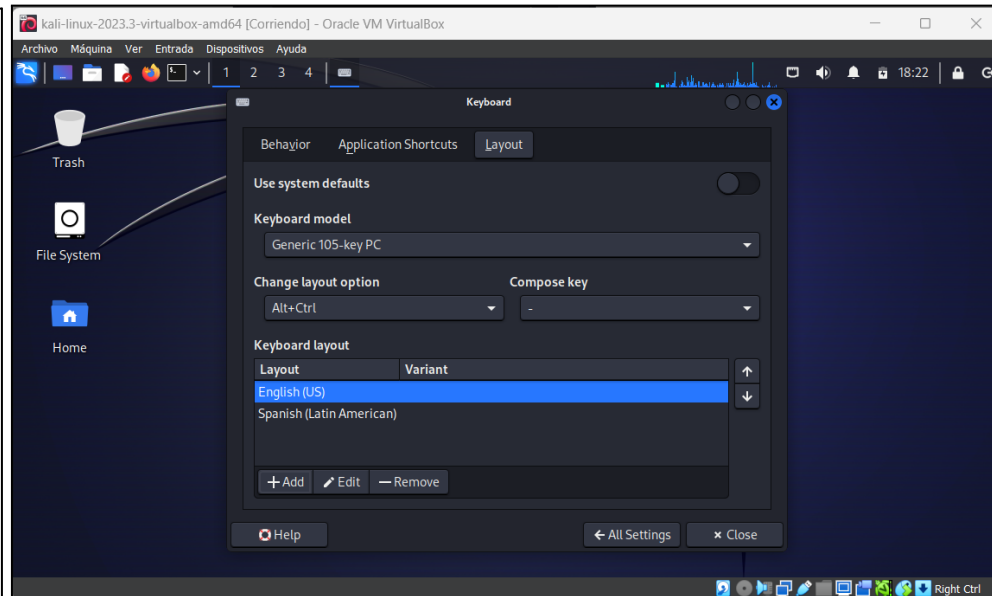 kali-linux-2023.3-virtualbox-amd64 [Corriendo] - Oracle VM VirtualBox
Archivo Máquina Ver Entrada Dispositivos Ayuda
1 2 3 4 18:22
Keyboard
Behavior Application Shortcuts Layout
Trash
Use system defaults
Keyboard model
Generic 105-key PC
File System
Change layout option Compose key
Alt+Ctrl -
Home
Keyboard layout
Layout Variant
English (US)
Spanish (Latin American)
Add Edit Remove
Help All Settings Close
Right Ctrl